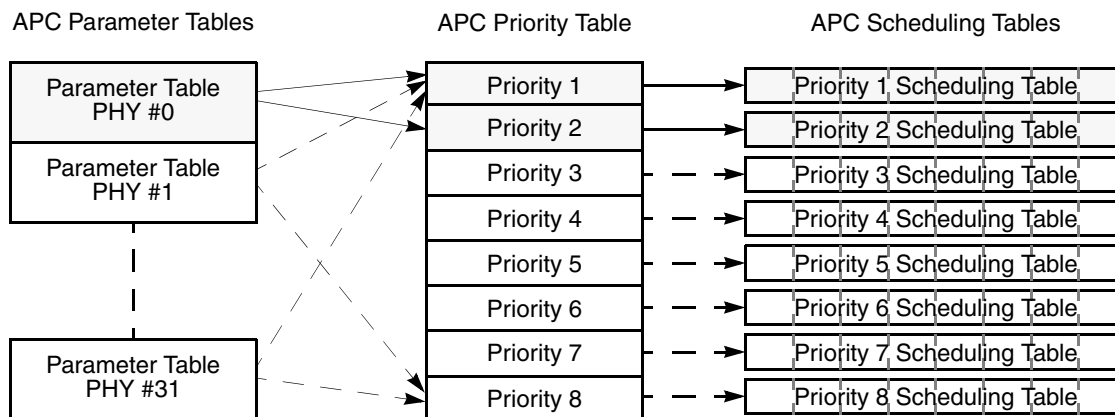 APC Parameter Tables
APC Priority Table
APC Scheduling Tables
Parameter Table
PHY #0
Parameter Table
PHY #1
Parameter Table
PHY #31
Priority 1
Priority 2
Priority 3
Priority 4
Priority 5
Priority 6
Priority 7
Priority 8
Priority 1 Scheduling Table
Priority 2 Scheduling Table
Priority 3 Scheduling Table
Priority 4 Scheduling Table
Priority 5 Scheduling Table
Priority 6 Scheduling Table
Priority 7 Scheduling Table
Priority 8 Scheduling Table